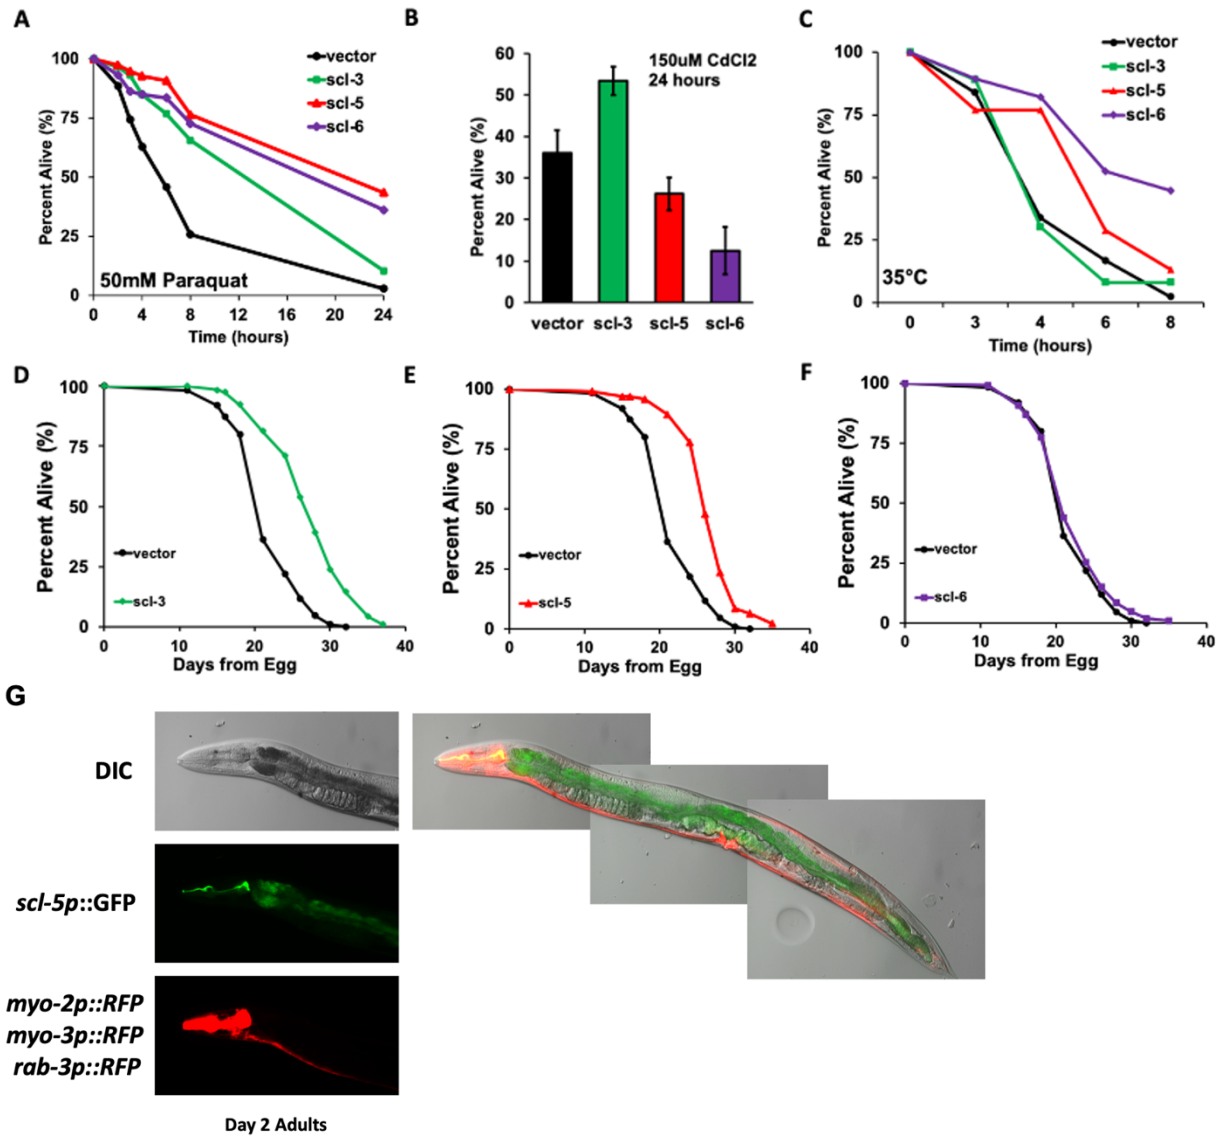 A
100
75
50
25
0
Percent Alive (%)
vector
scl-3
scl-5
scl-6
50mM Paraquat
0 4 8 12 16 20 24
Time (hours)
B
60
50
40
30
20
10
0
Percent Alive (%)
150uM CdCl2
24 hours
vector scl-3 scl-5 scl-6
C
100
75
50
25
0
Percent Alive (%)
vector
scl-3
scl-5
scl-6
35°C
0 3 4 6 8
Time (hours)
D
100
75
50
25
0
Percent Alive (%)
vector
scl-3
0 10 20 30 40
Days from Egg
E
100
75
50
25
0
Percent Alive (%)
vector
scl-5
0 10 20 30 40
Days from Egg
F
100
75
50
25
0
Percent Alive (%)
vector
scl-6
0 10 20 30 40
Days from Egg
G
DIC
scl-5p::GFP
myo-2p::RFP
myo-3p::RFP
rab-3p::RFP
Day 2 Adults